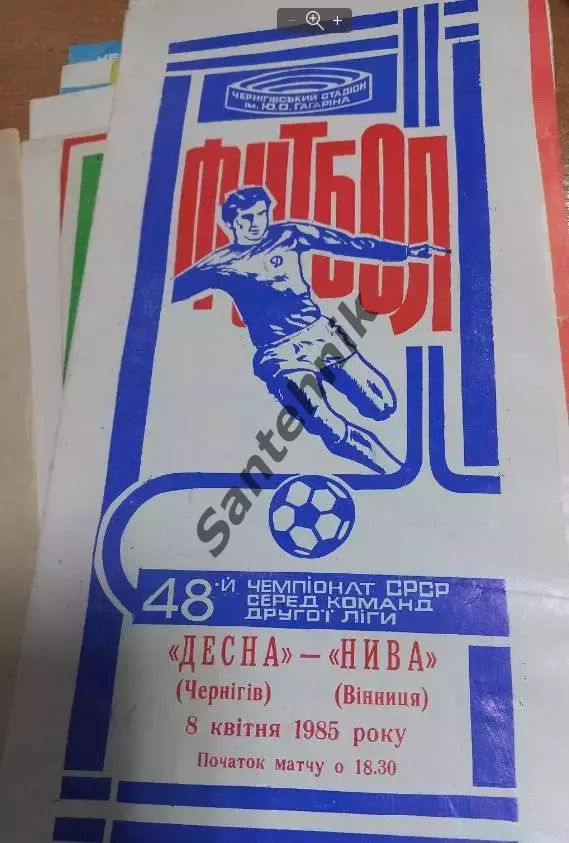 ЧЕРНІГІВСЬКИЙ СТАДІОН
ІМ. Ю.О. ГАГАРІНА
ФУТБОЛ
Д
Santehnik
48-Й ЧЕМПІОНАТ СРСР
СЕРЕД КОМАНД
ДРУГОЇ ЛІГИ
«ДЕСНА» — «НИВА»
(Чернігів) (Вінниця)
8 квітня 1985 року
Початок матчу о 18.30